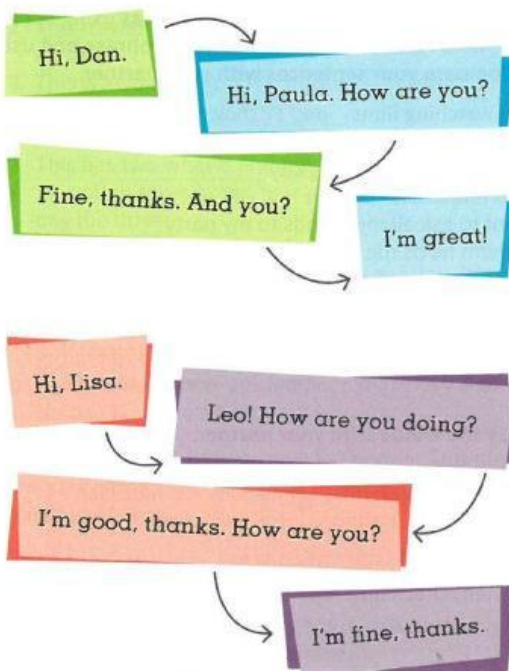 Hi, Dan.
Hi, Paula. How are you?
Fine, thanks. And you?
I'm great!
Hi, Lisa.
Leo! How are you doing?
I'm good, thanks. How are you?
I'm fine, thanks.